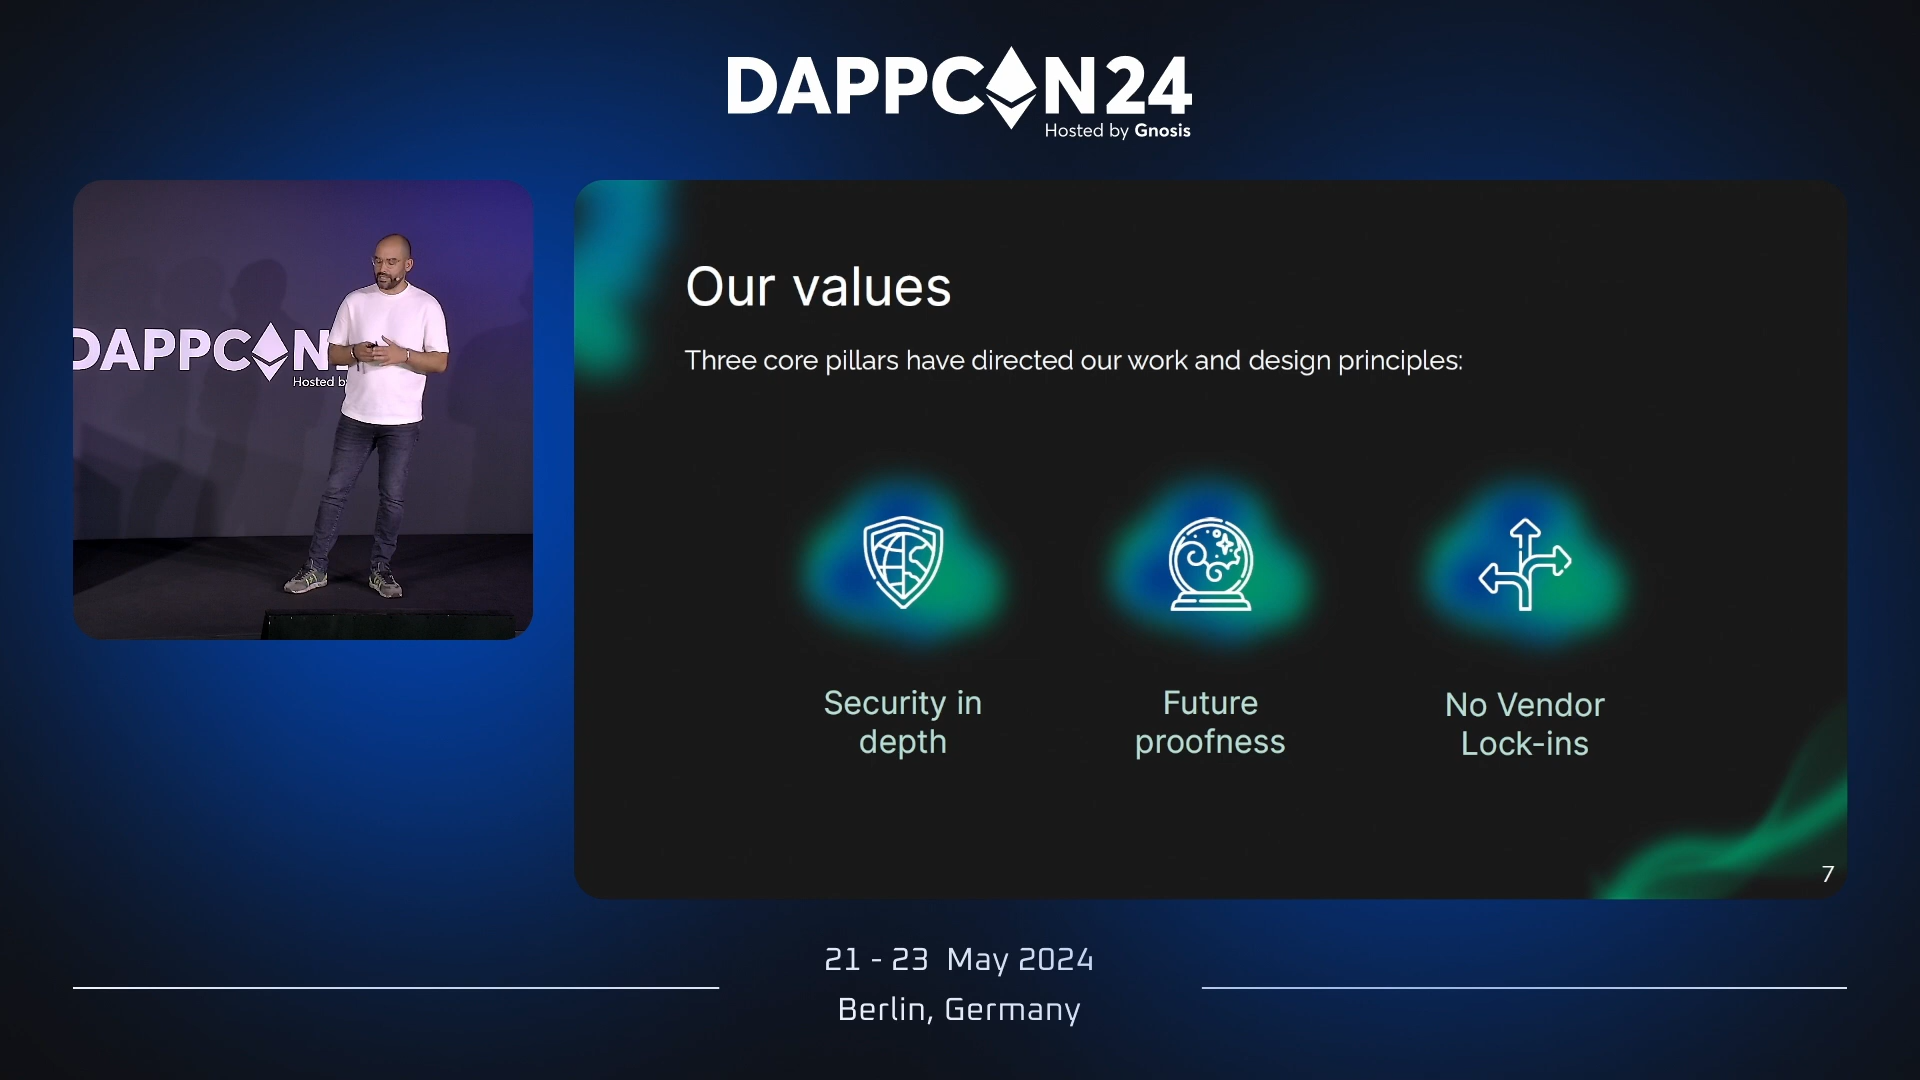 DAPPCON24
Hosted by Gnosis
DAPPCON
Hosted b
Our values
Three core pillars have directed our work and design principles:
Security in
depth
Future
proofness
No Vendor
Lock-ins
7
21 - 23 May 2024
Berlin, Germany